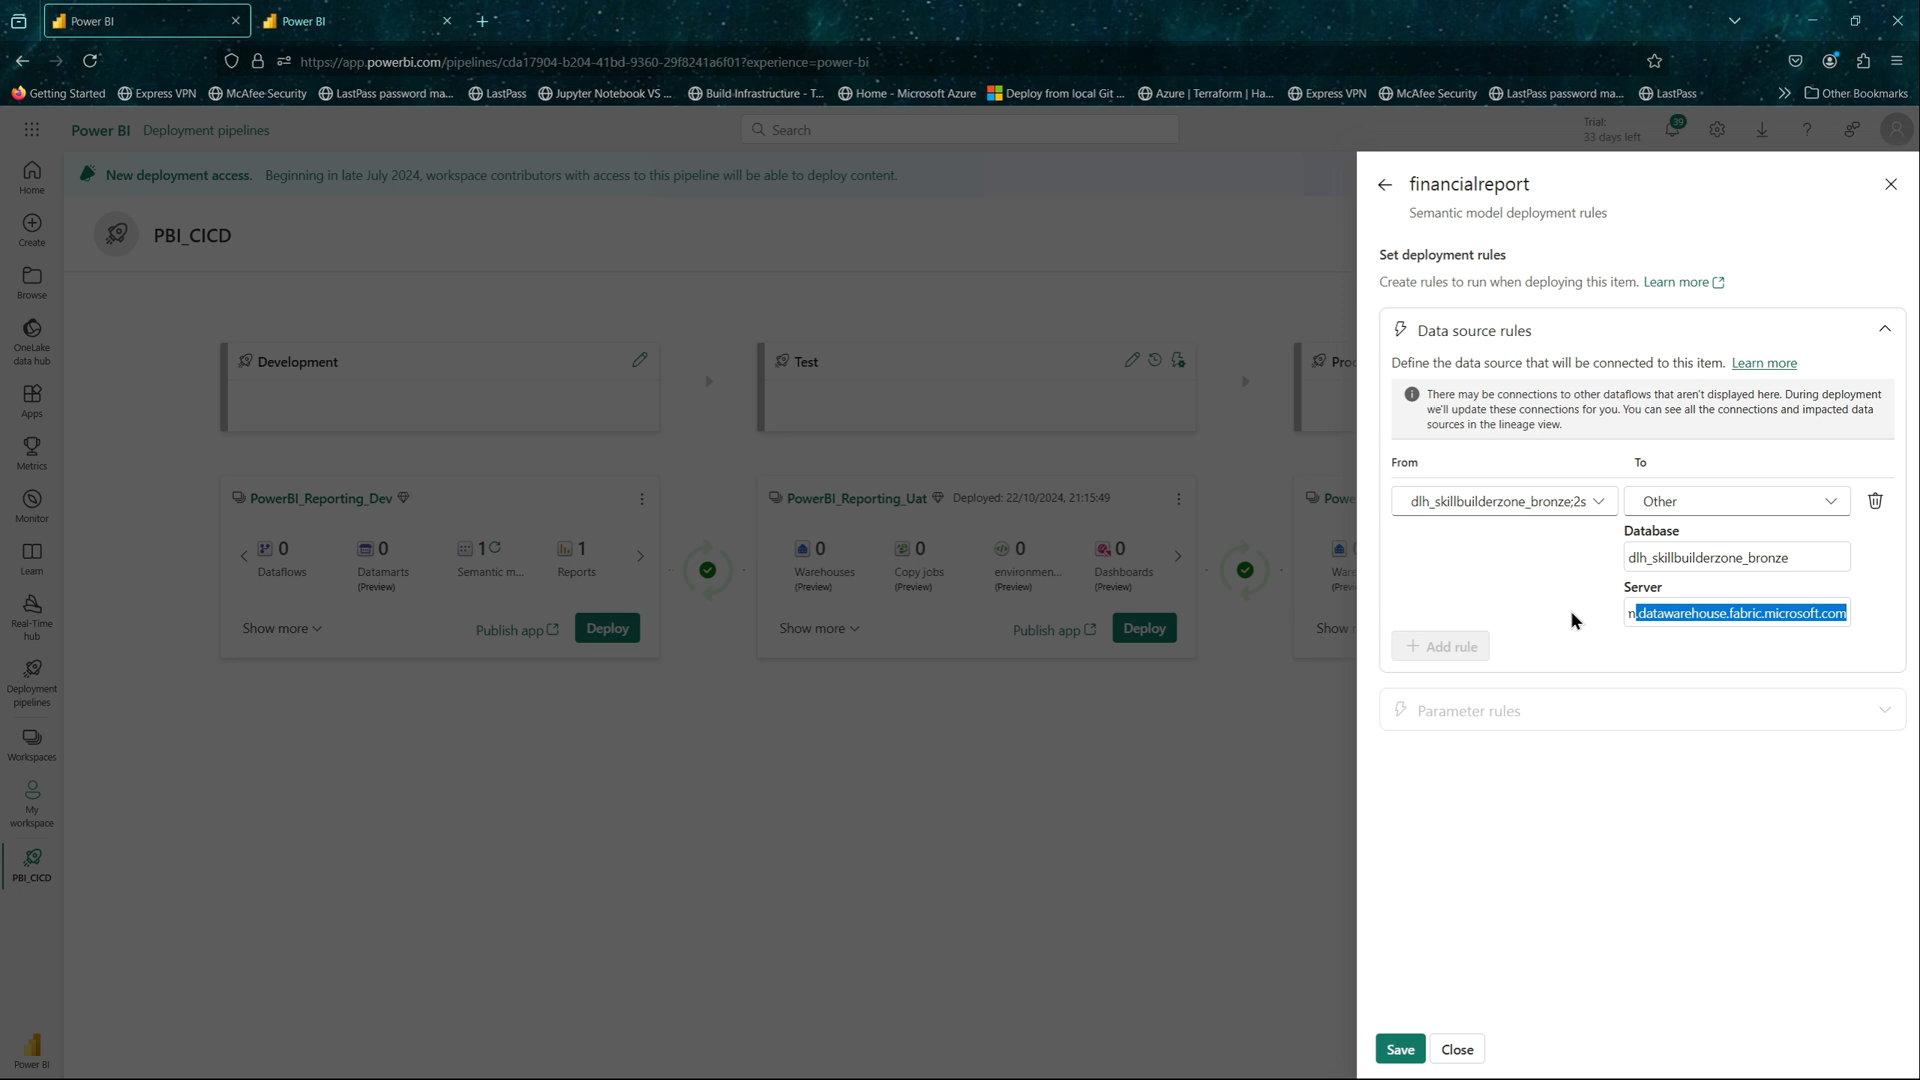 Power BI
Power BI
https://app.powerbi.com/pipelines/cda17904-b204-41bd-9360-29f8241a6f01?experience=power-bi
Getting Started
Express VPN
McAfee Security
LastPass password ma...
LastPass
Jupyter Notebook VS ...
Build-Infrastructure - T...
Home - Microsoft Azure
Deploy from local Git ...
Azure | Terraform | Ha...
Express VPN
McAfee Security
LastPass password ma...
LastPass
Other Bookmarks
Power BI Deployment pipelines
Search
Trial:
33 days left
39
Home
Create
Browse
OneLake
data hub
Apps
Metrics
Monitor
Learn
Real-Time
hub
Deployment
pipelines
Workspaces
My
workspace
PBI_CICD
Power BI
New deployment access. Beginning in late July 2024, workspace contributors with access to this pipeline will be able to deploy content.
PBI_CICD
Development
PowerBI_Reporting_Dev
0
Dataflows
0
Datamarts
(Preview)
1
Semantic m...
1
Reports
Show more
Publish app
Deploy
Test
PowerBI_Reporting_Uat
Deployed: 22/10/2024, 21:15:49
0
Warehouses
(Preview)
0
Copy jobs
(Preview)
0
environmen...
(Preview)
0
Dashboards
(Preview)
Show more
Publish app
Deploy
Proc
Powe
Ware
(Previ
Show
financialreport
Semantic model deployment rules
Set deployment rules
Create rules to run when deploying this item. Learn more
Data source rules
Define the data source that will be connected to this item. Learn more
There may be connections to other dataflows that aren't displayed here. During deployment
we'll update these connections for you. You can see all the connections and impacted data
sources in the lineage view.
From
To
dlh_skillbuilderzone_bronze;2s
Other
Database
dlh_skillbuilderzone_bronze
Server
n.datawarehouse.fabric.microsoft.com
Add rule
Parameter rules
Save
Close